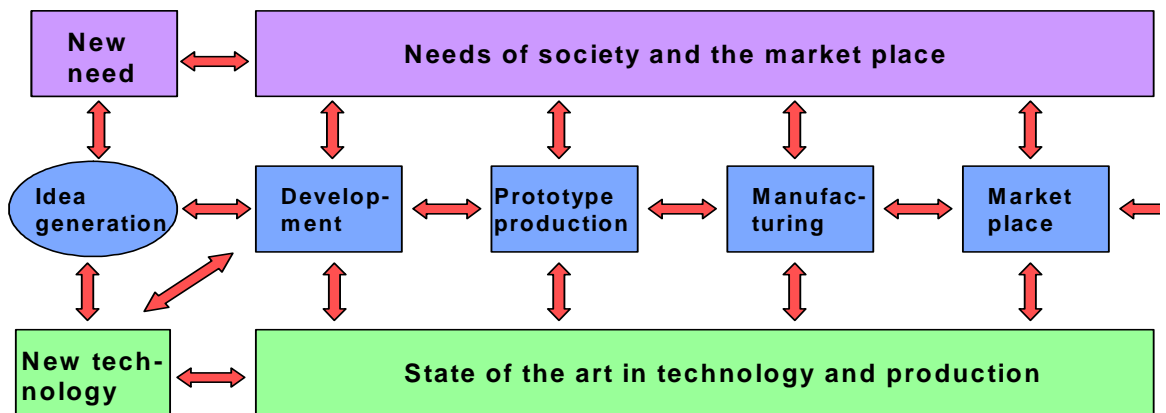 New
need
Needs of society and the market place
Idea
generation
Develop-
ment
Prototype
production
Manufac-
turing
Market
place
New tech-
nology
State of the art in technology and production